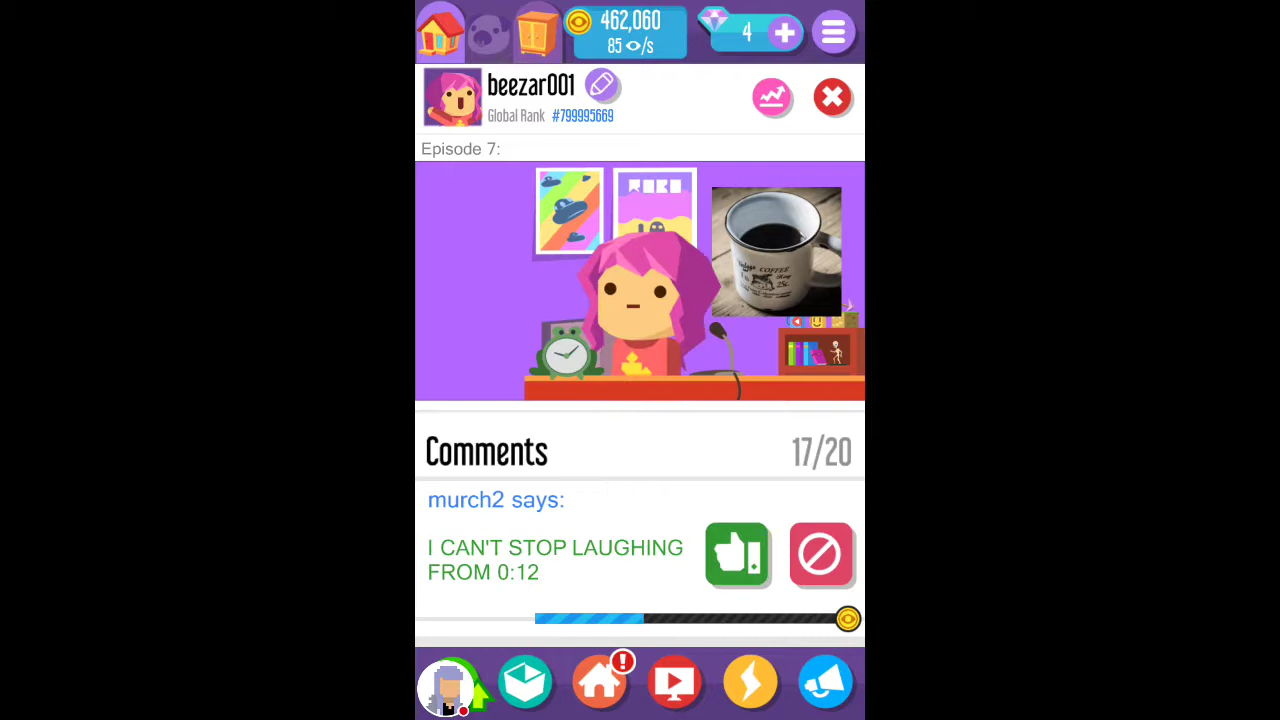 462,060
85 /s
4
beezar001
Global Rank #799995669
Episode 7:
COFFEE
Comments
17/20
murch2 says:
I CAN'T STOP LAUGHING
FROM 0:12
!